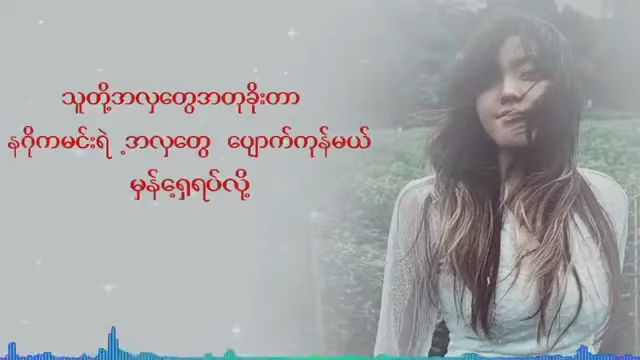 သူတို့အလှတွေအတုခိုးတာ
နဂိုကမင်းရဲ့ အလှတွေ ပျောက်ကုန်မယ်
မှန်ရှေ့ရပ်လို့